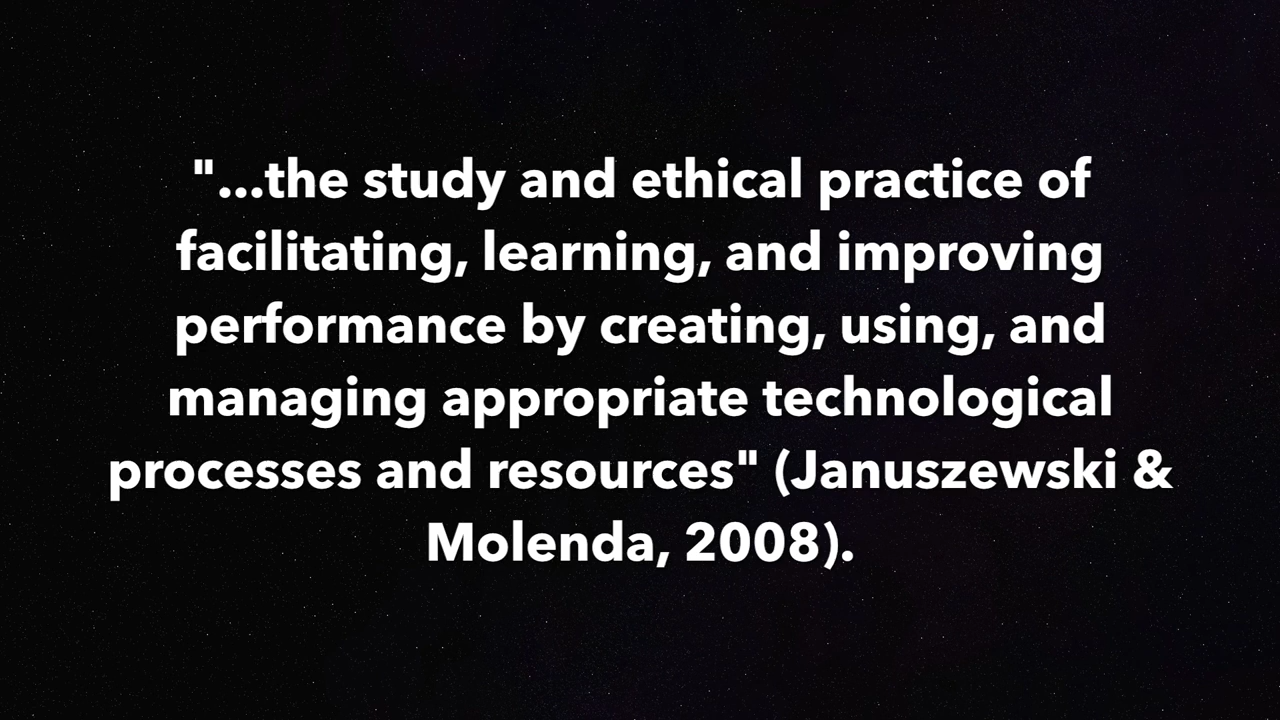 "...the study and ethical practice of
facilitating, learning, and improving
performance by creating, using, and
managing appropriate technological
processes and resources" (Januszewski &
Molenda, 2008).